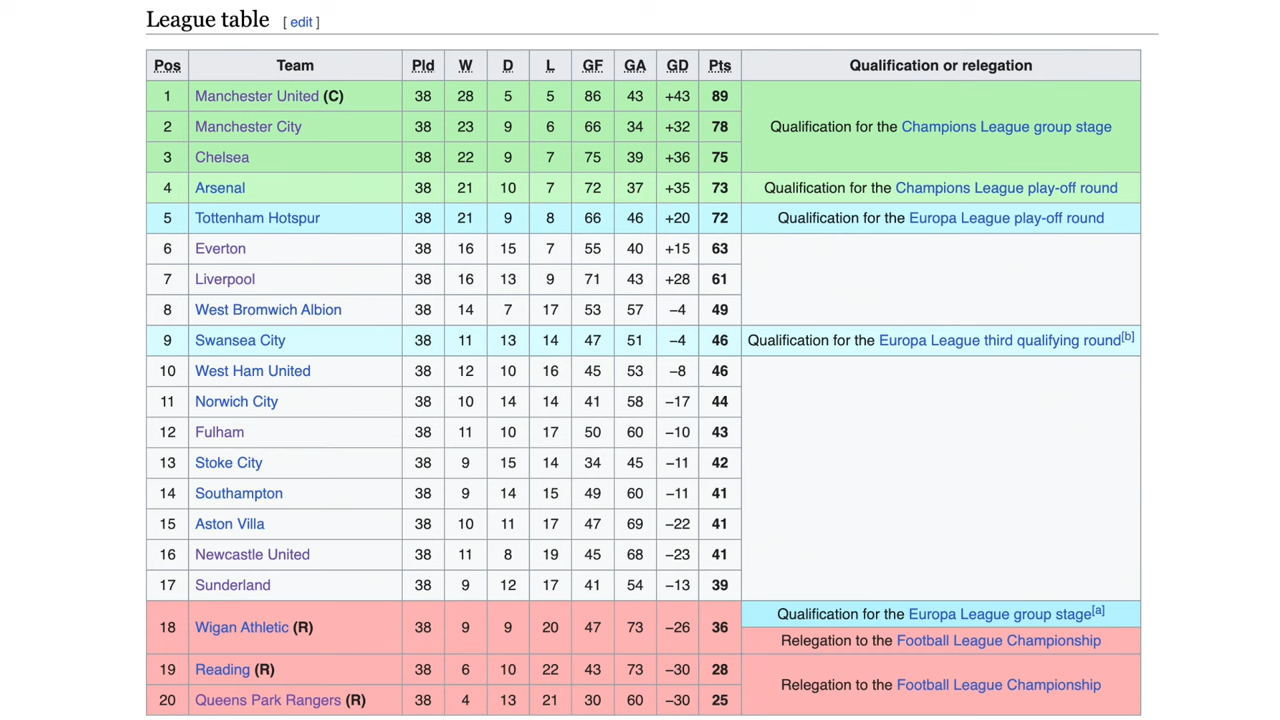 League table [ edit ]
Pos Team Pld W D L GF GA GD Pts Qualification or relegation
1 Manchester United (C) 38 28 5 5 86 43 +43 89
2 Manchester City 38 23 9 6 66 34 +32 78 Qualification for the Champions League group stage
3 Chelsea 38 22 9 7 75 39 +36 75
4 Arsenal 38 21 10 7 72 37 +35 73 Qualification for the Champions League play-off round
5 Tottenham Hotspur 38 21 9 8 66 46 +20 72 Qualification for the Europa League play-off round
6 Everton 38 16 15 7 55 40 +15 63
7 Liverpool 38 16 13 9 71 43 +28 61
8 West Bromwich Albion 38 14 7 17 53 57 −4 49
9 Swansea City 38 11 13 14 47 51 −4 46 Qualification for the Europa League third qualifying round[b]
10 West Ham United 38 12 10 16 45 53 −8 46
11 Norwich City 38 10 14 14 41 58 −17 44
12 Fulham 38 11 10 17 50 60 −10 43
13 Stoke City 38 9 15 14 34 45 −11 42
14 Southampton 38 9 14 15 49 60 −11 41
15 Aston Villa 38 10 11 17 47 69 −22 41
16 Newcastle United 38 11 8 19 45 68 −23 41
17 Sunderland 38 9 12 17 41 54 −13 39
Qualification for the Europa League group stage[a]
18 Wigan Athletic (R) 38 9 9 20 47 73 −26 36
Relegation to the Football League Championship
19 Reading (R) 38 6 10 22 43 73 −30 28
Relegation to the Football League Championship
20 Queens Park Rangers (R) 38 4 13 21 30 60 −30 25